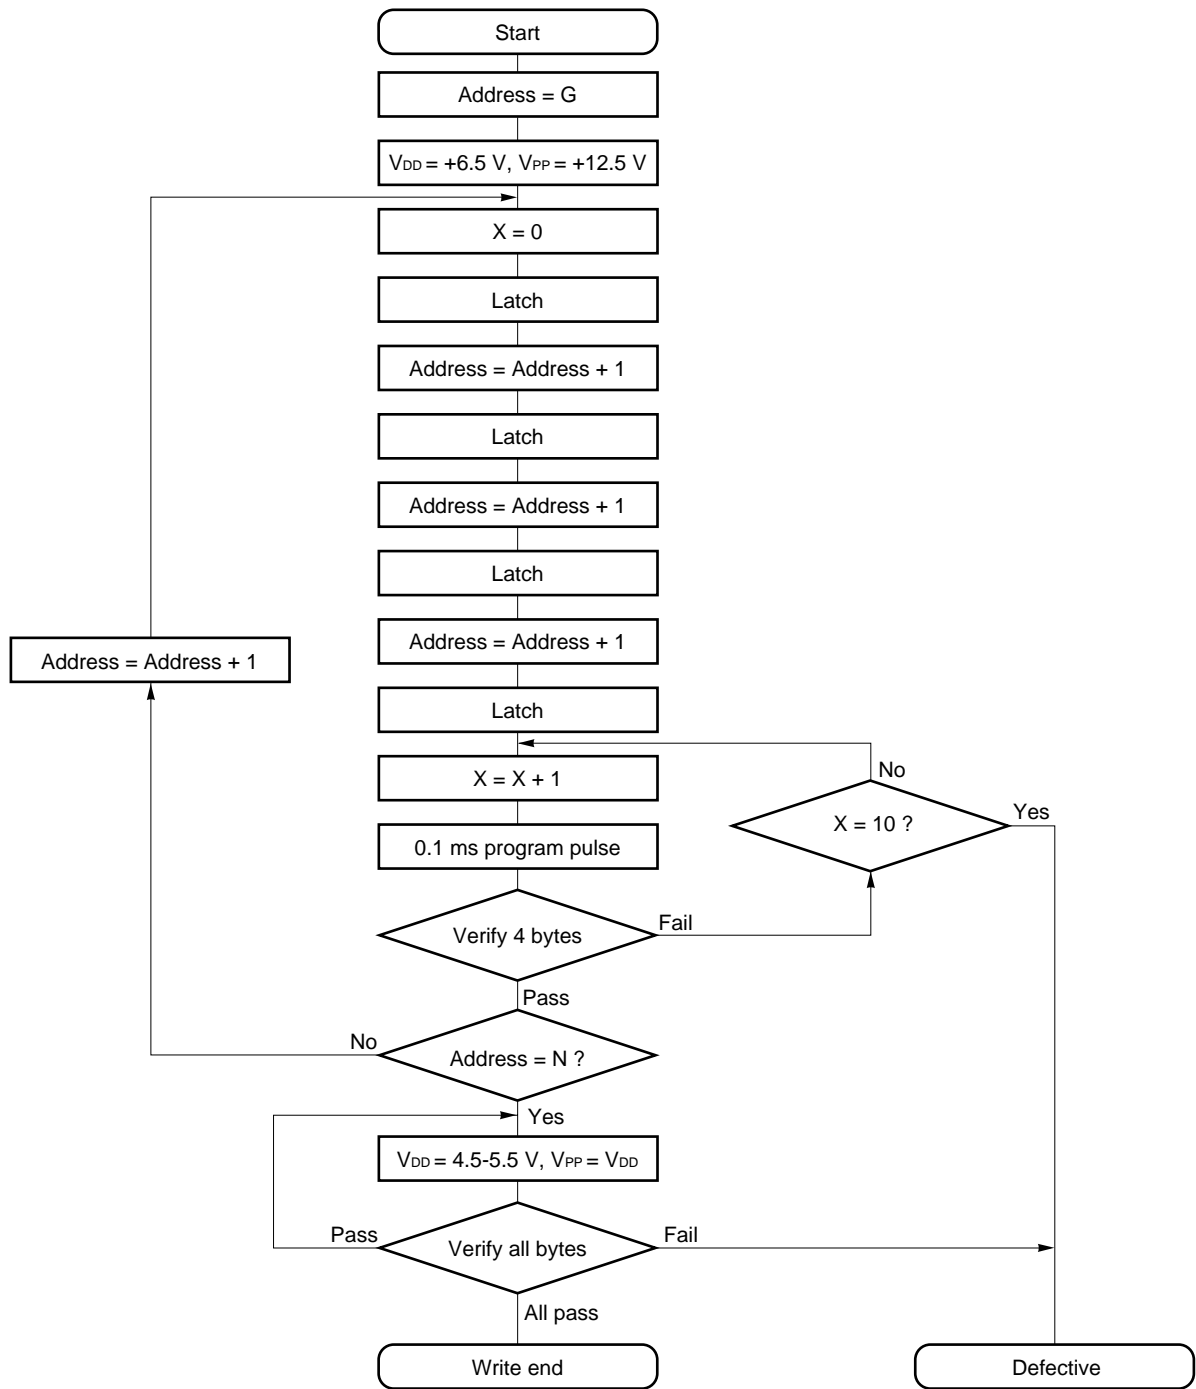 Start
Address = G
VDD = +6.5 V, VPP = +12.5 V
X = 0
Latch
Address = Address + 1
Latch
Address = Address + 1
Latch
Address = Address + 1
Address = Address + 1
Latch
X = X + 1
No
X = 10 ?
Yes
0.1 ms program pulse
Verify 4 bytes
Fail
Pass
No
Address = N ?
Yes
VDD = 4.5-5.5 V, VPP = VDD
Pass
Verify all bytes
Fail
All pass
Write end
Defective